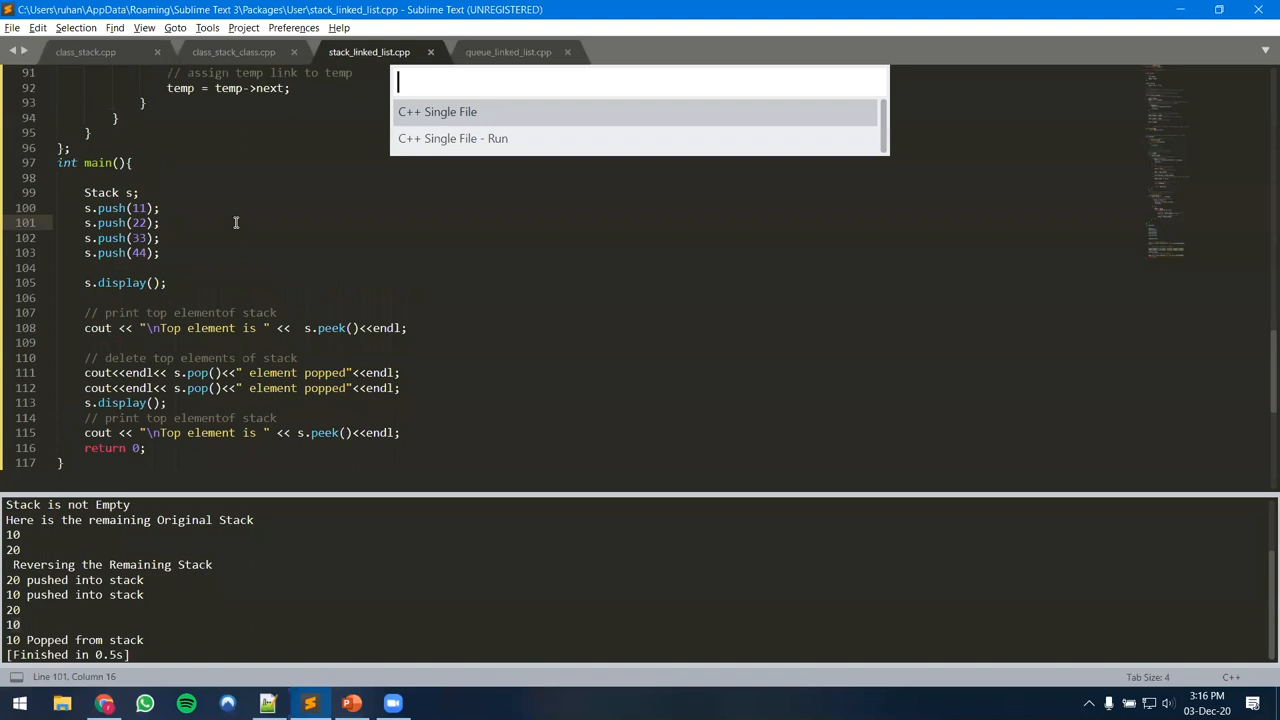 C:\Users\ruhan\AppData\Roaming\Sublime Text 3\Packages\User\stack_linked_list.cpp - Sublime Text (UNREGISTERED)
File Edit Selection Find View Goto Tools Project Preferences Help
class_stack.cpp class_stack_class.cpp stack_linked_list.cpp queue_linked_list.cpp
C++ Single File
C++ Single File - Run
91 // assign temp link to temp
92 temp = temp->next;
93 }
94 }
95 }
96 };
97 int main(){
98
99 Stack s;
100 s.push(11);
101 s.push(22);
102 s.push(33);
103 s.push(44);
104
105 s.display();
106
107 // print top elementof stack
108 cout << "\nTop element is " << s.peek()<<endl;
109
110 // delete top elements of stack
111 cout<<endl<< s.pop()<<" element popped"<<endl;
112 cout<<endl<< s.pop()<<" element popped"<<endl;
113 s.display();
114 // print top elementof stack
115 cout << "\nTop element is " << s.peek()<<endl;
116 return 0;
117 }
Stack is not Empty
Here is the remaining Original Stack
10
20
Reversing the Remaining Stack
20 pushed into stack
10 pushed into stack
20
10
10 Popped from stack
[Finished in 0.5s]
Line 101, Column 16 Tab Size: 4 C++
3:16 PM
03-Dec-20